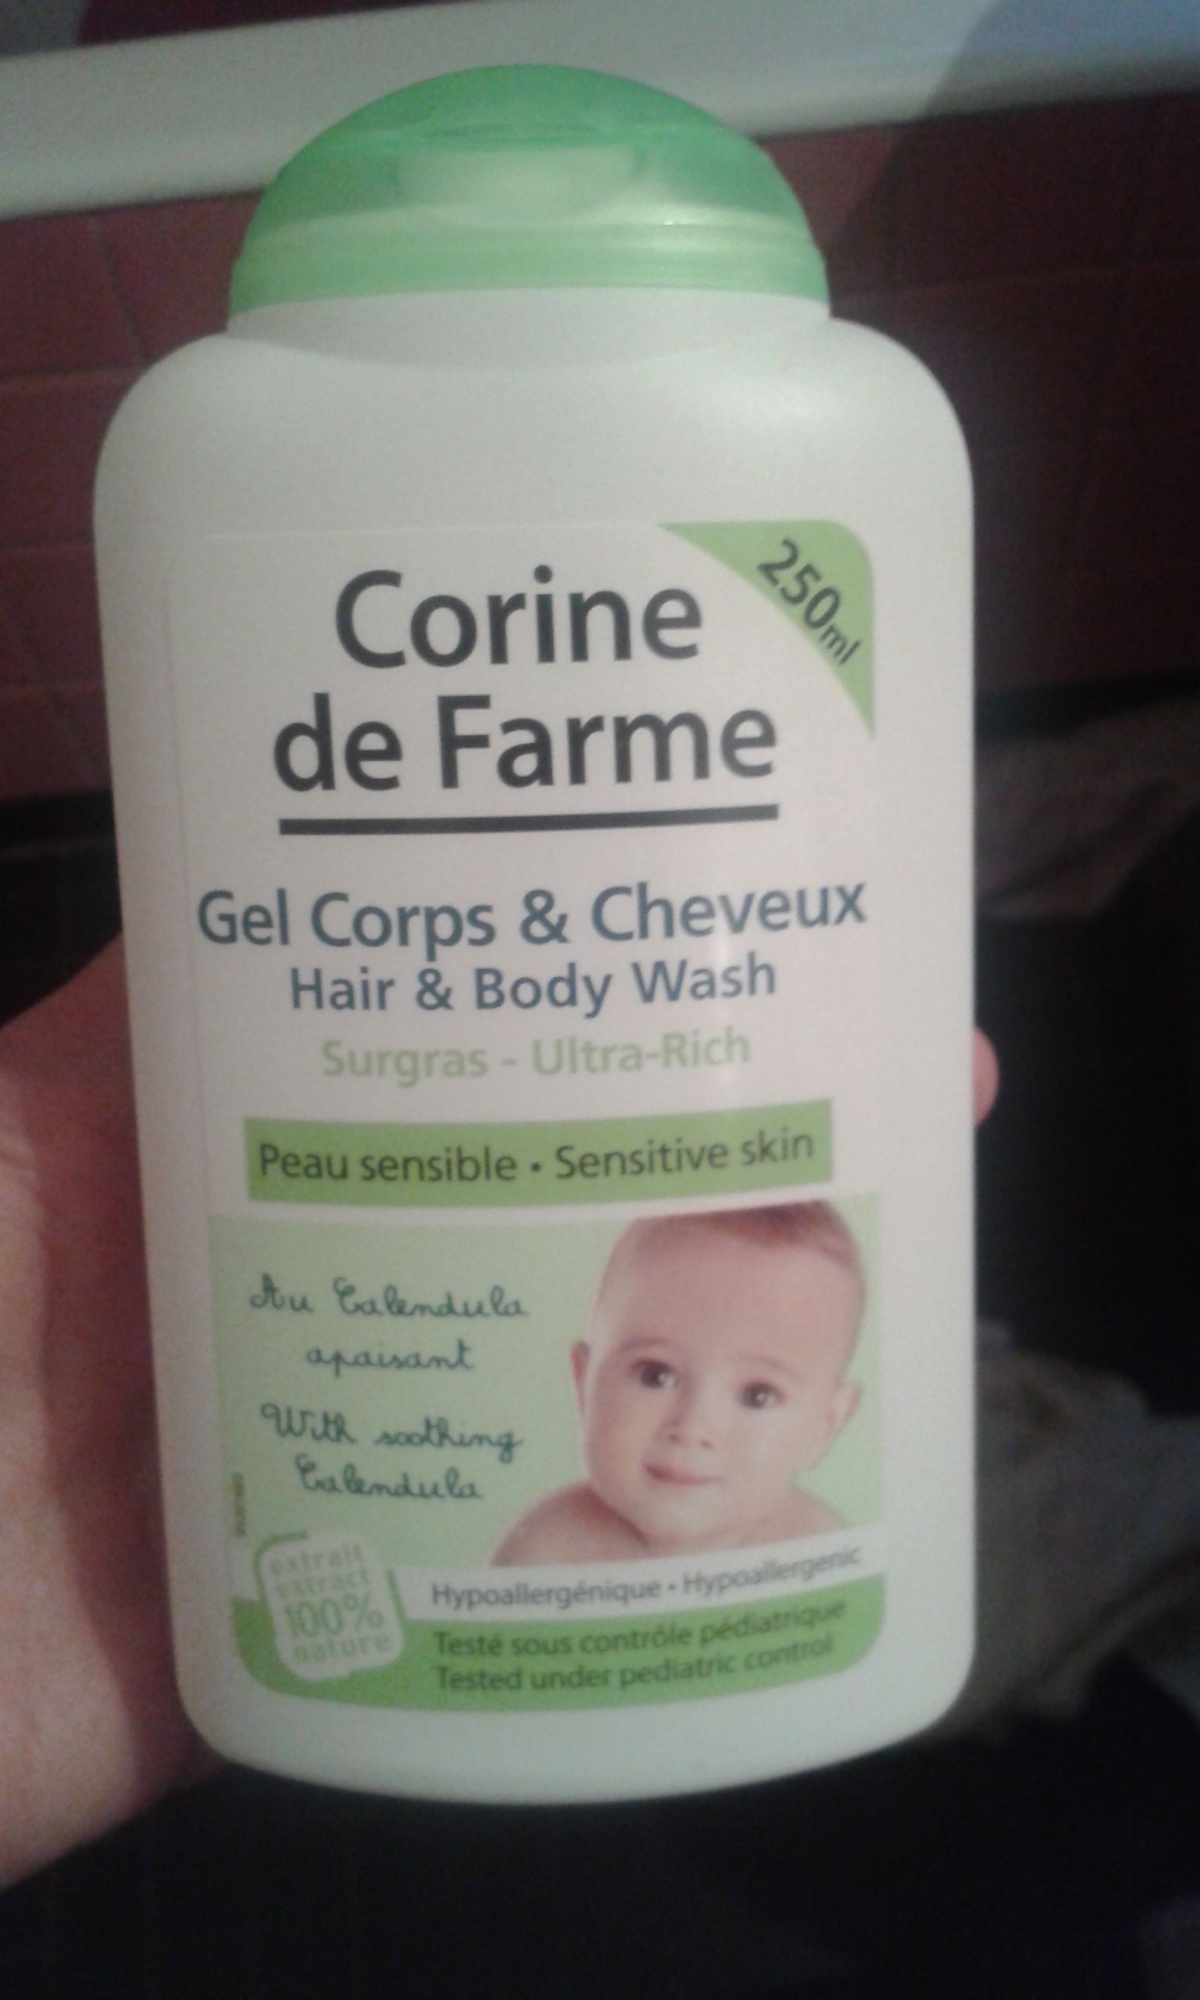 250ml
Corine
de Farme
Gel Corps & Cheveux
Hair & Body Wash
Surgras - Ultra-Rich
Peau sensible • Sensitive skin
Au Calendula
apaisant
With soothing
Calendula
extrait
extract
100%
nature
Hypoallergénique • Hypoallergenic
Testé sous contrôle pédiatrique
Tested under pediatric control